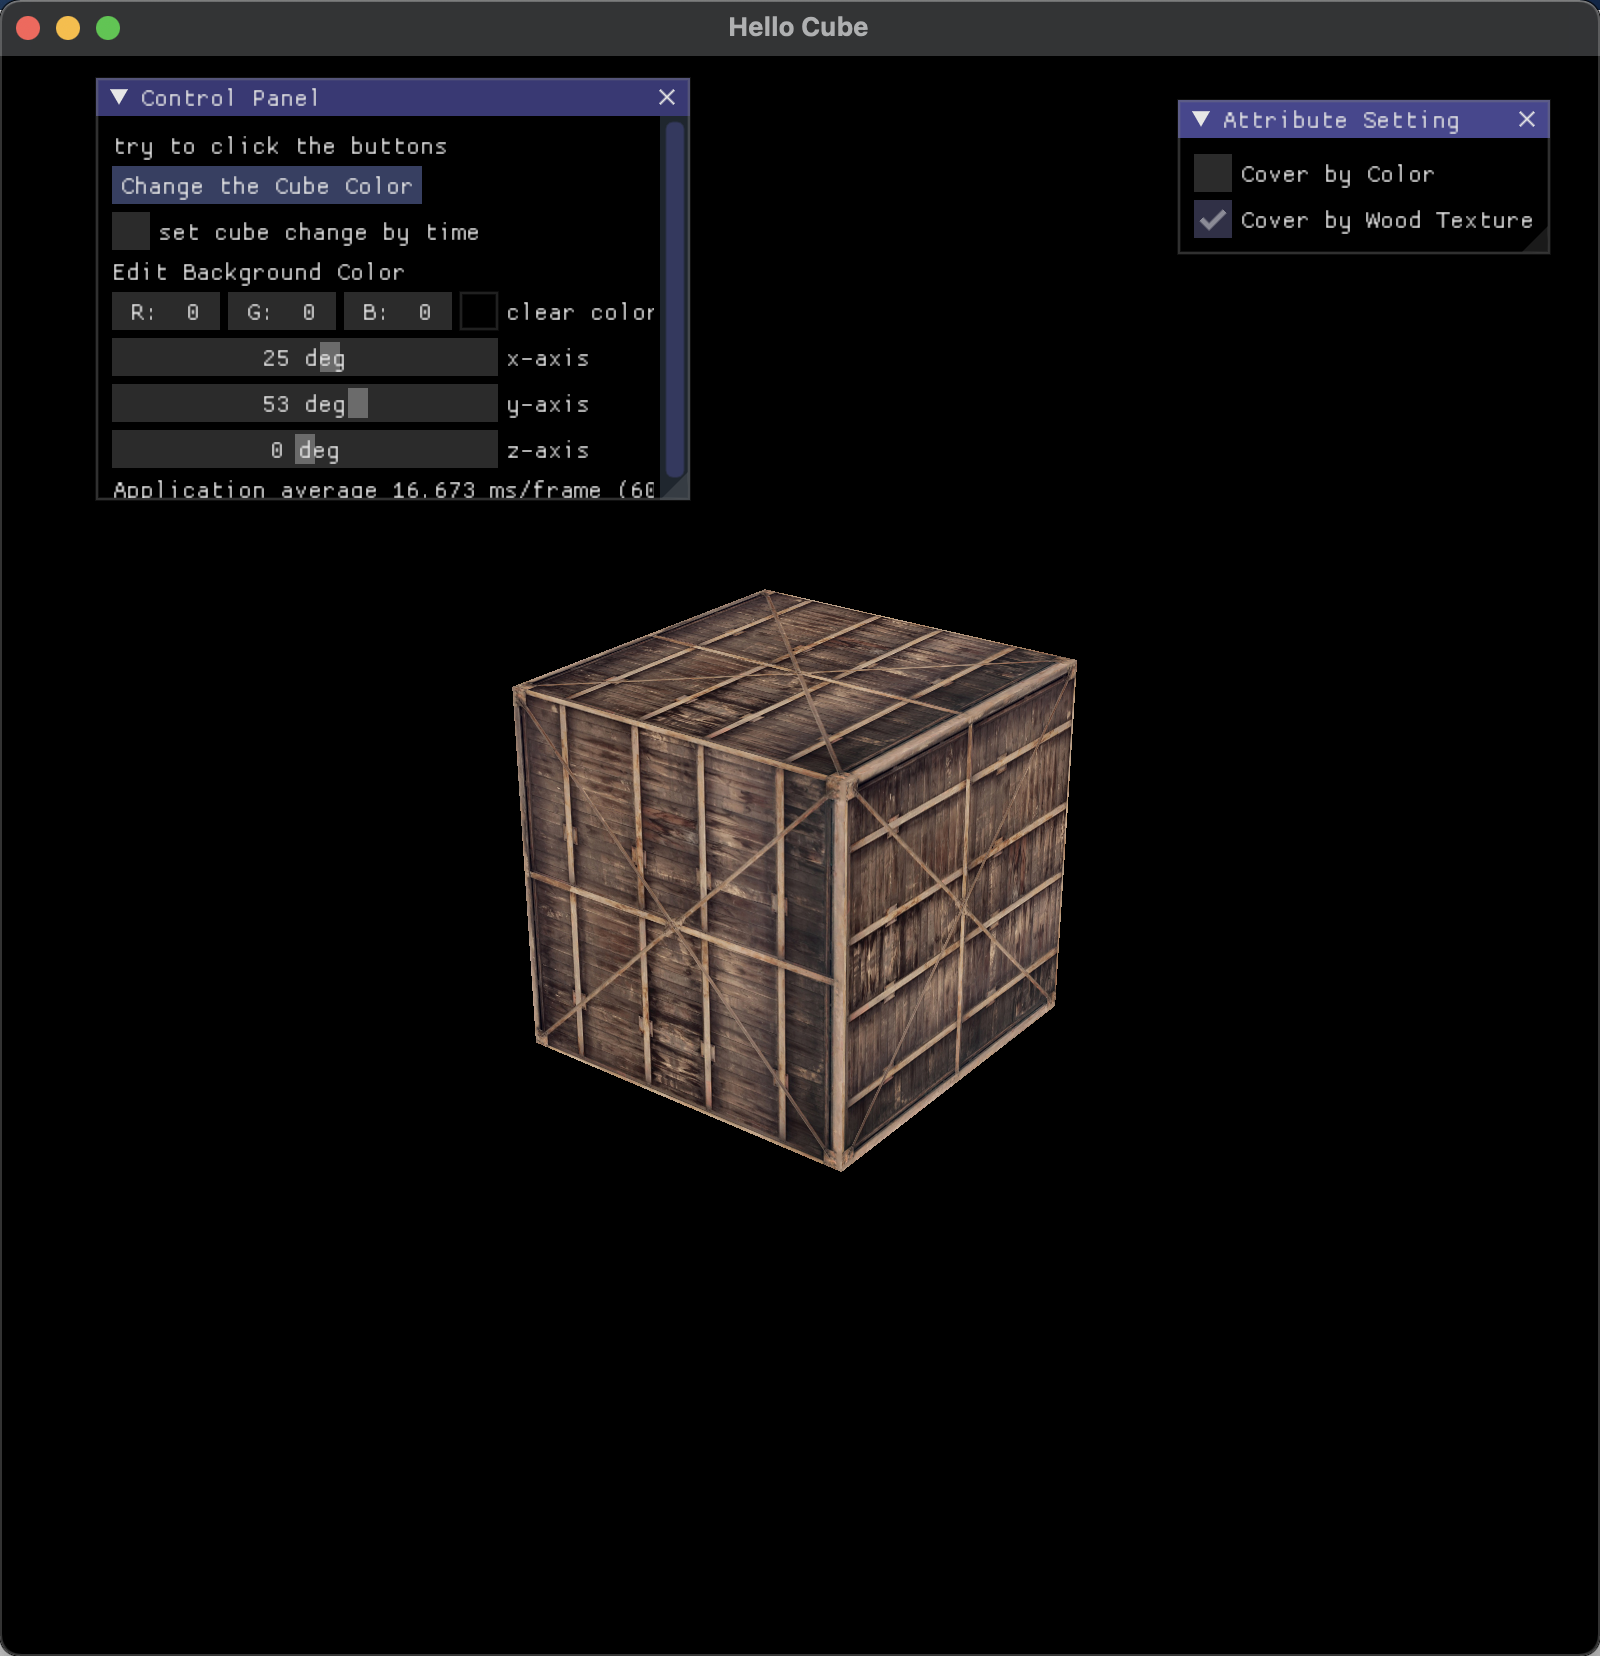 Hello Cube
Control Panel
try to click the buttons
Change the Cube Color
set cube change by time
Edit Background Color
R: 0 G: 0 B: 0 clear color
25 deg x-axis
53 deg y-axis
0 deg z-axis
Application average 16.673 ms/frame (60
Attribute Setting
Cover by Color
Cover by Wood Texture